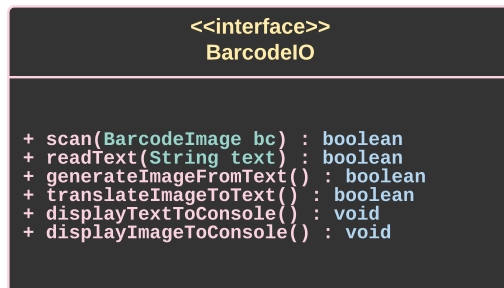 <<interface>>
BarcodeIO
+ scan(BarcodeImage bc) : boolean
+ readText(String text) : boolean
+ generateImageFromText() : boolean
+ translateImageToText() : boolean
+ displayTextToConsole() : void
+ displayImageToConsole() : void